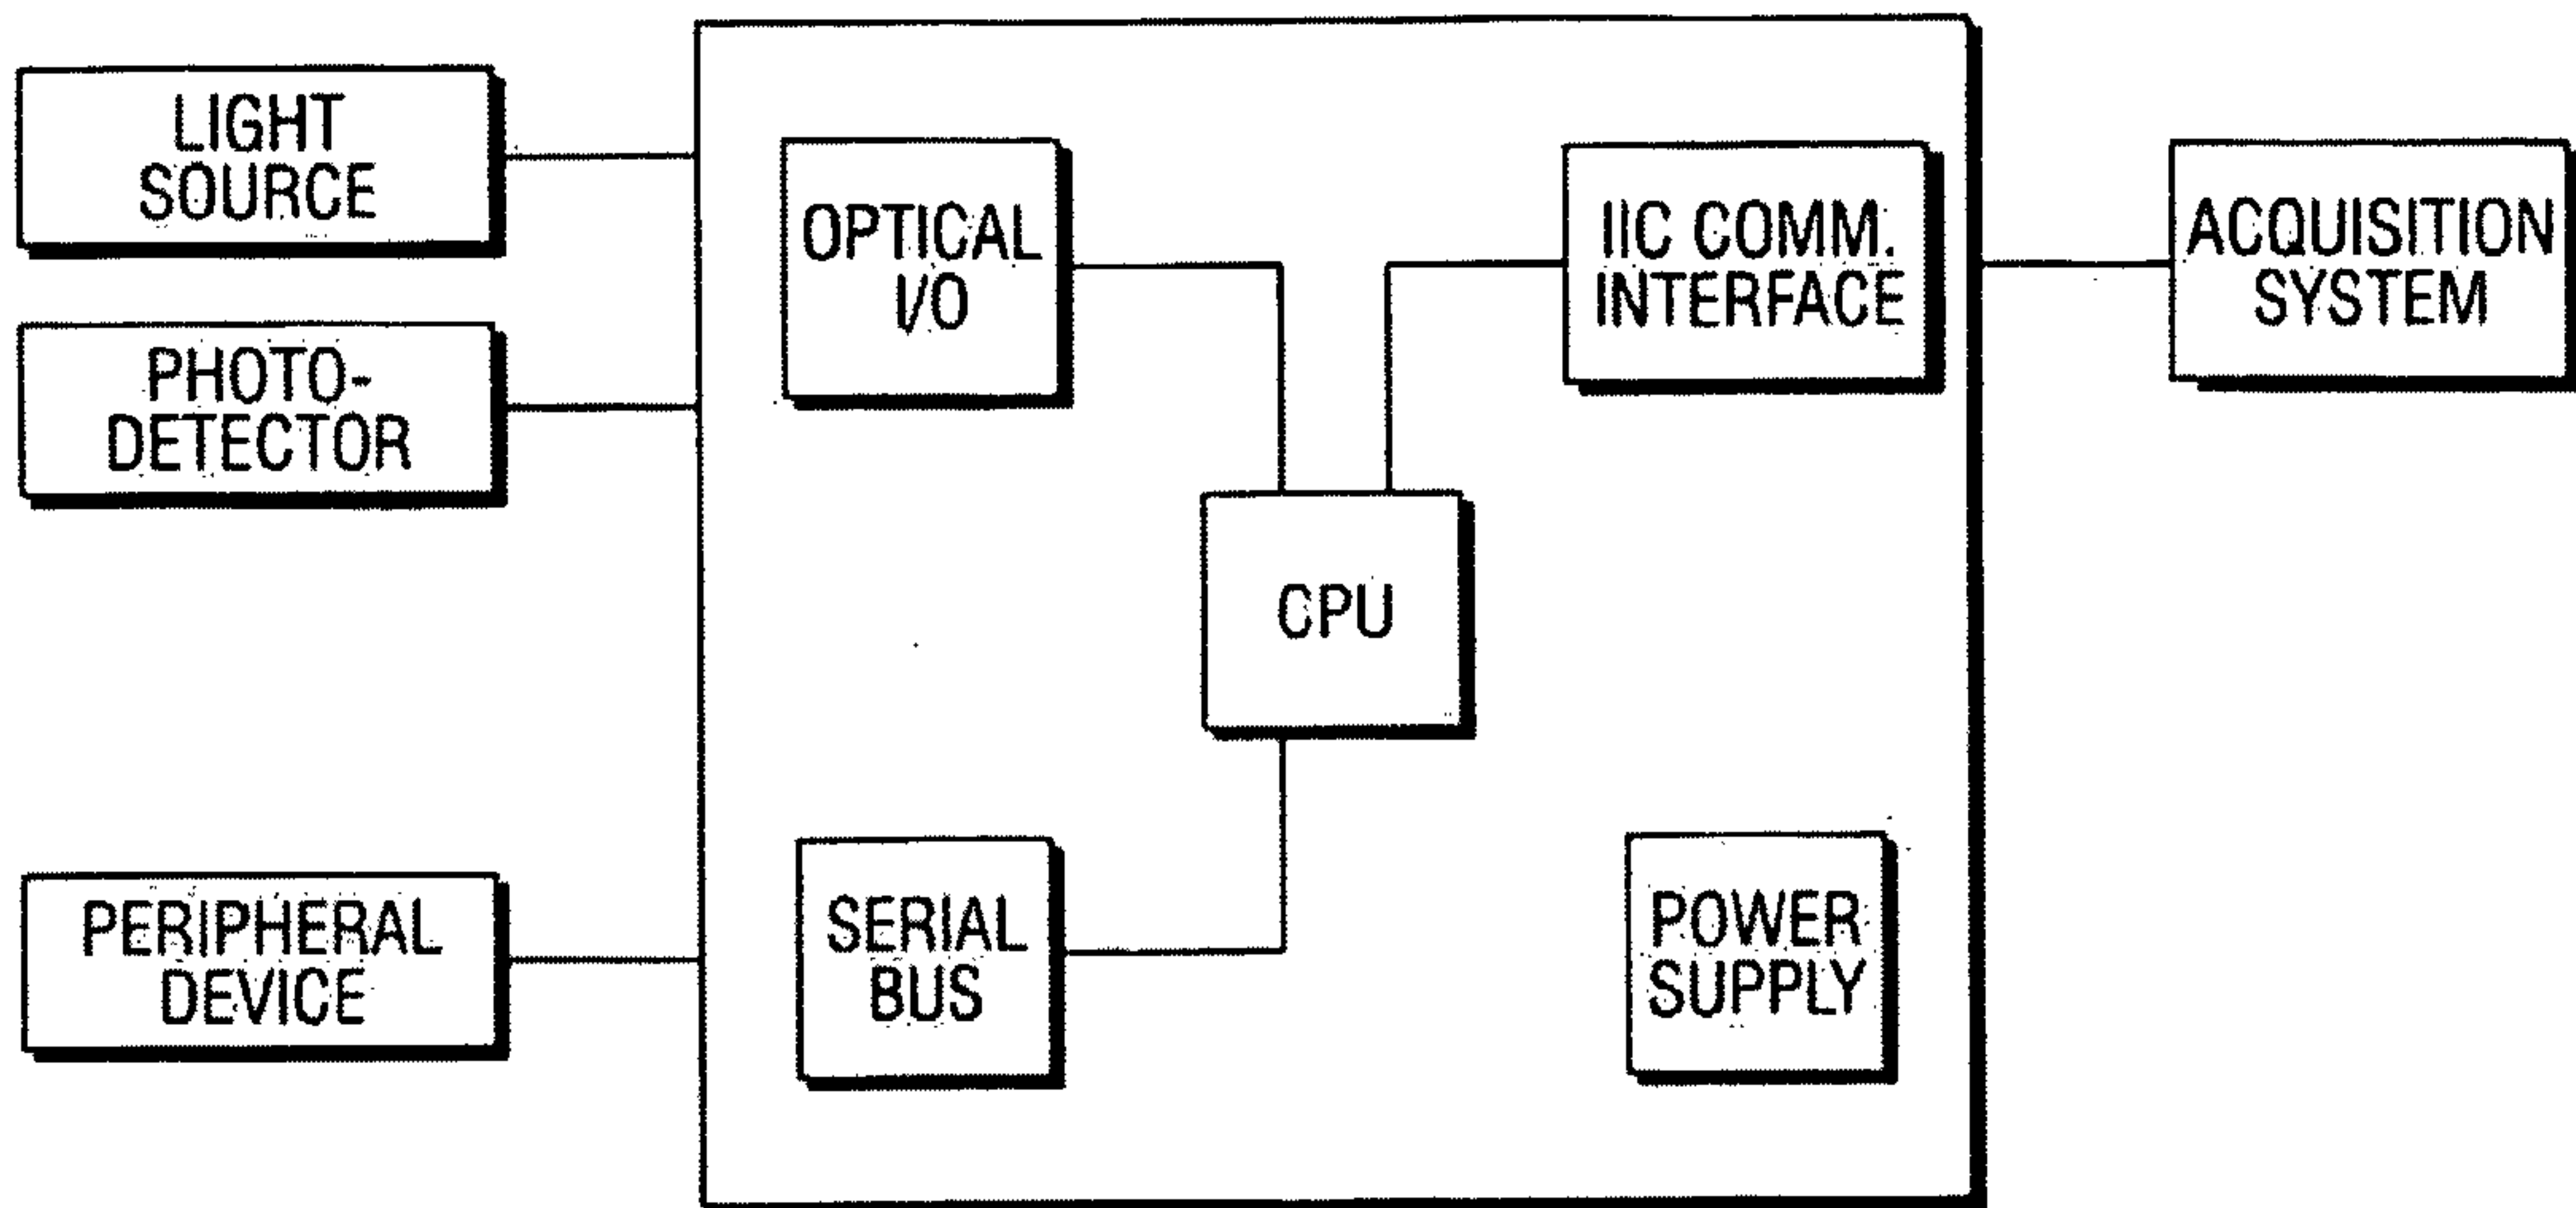 LIGHT
SOURCE
PHOTO-
DETECTOR
PERIPHERAL
DEVICE
OPTICAL
I/O
IIC COMM.
INTERFACE
CPU
SERIAL
BUS
POWER
SUPPLY
ACQUISITION
SYSTEM